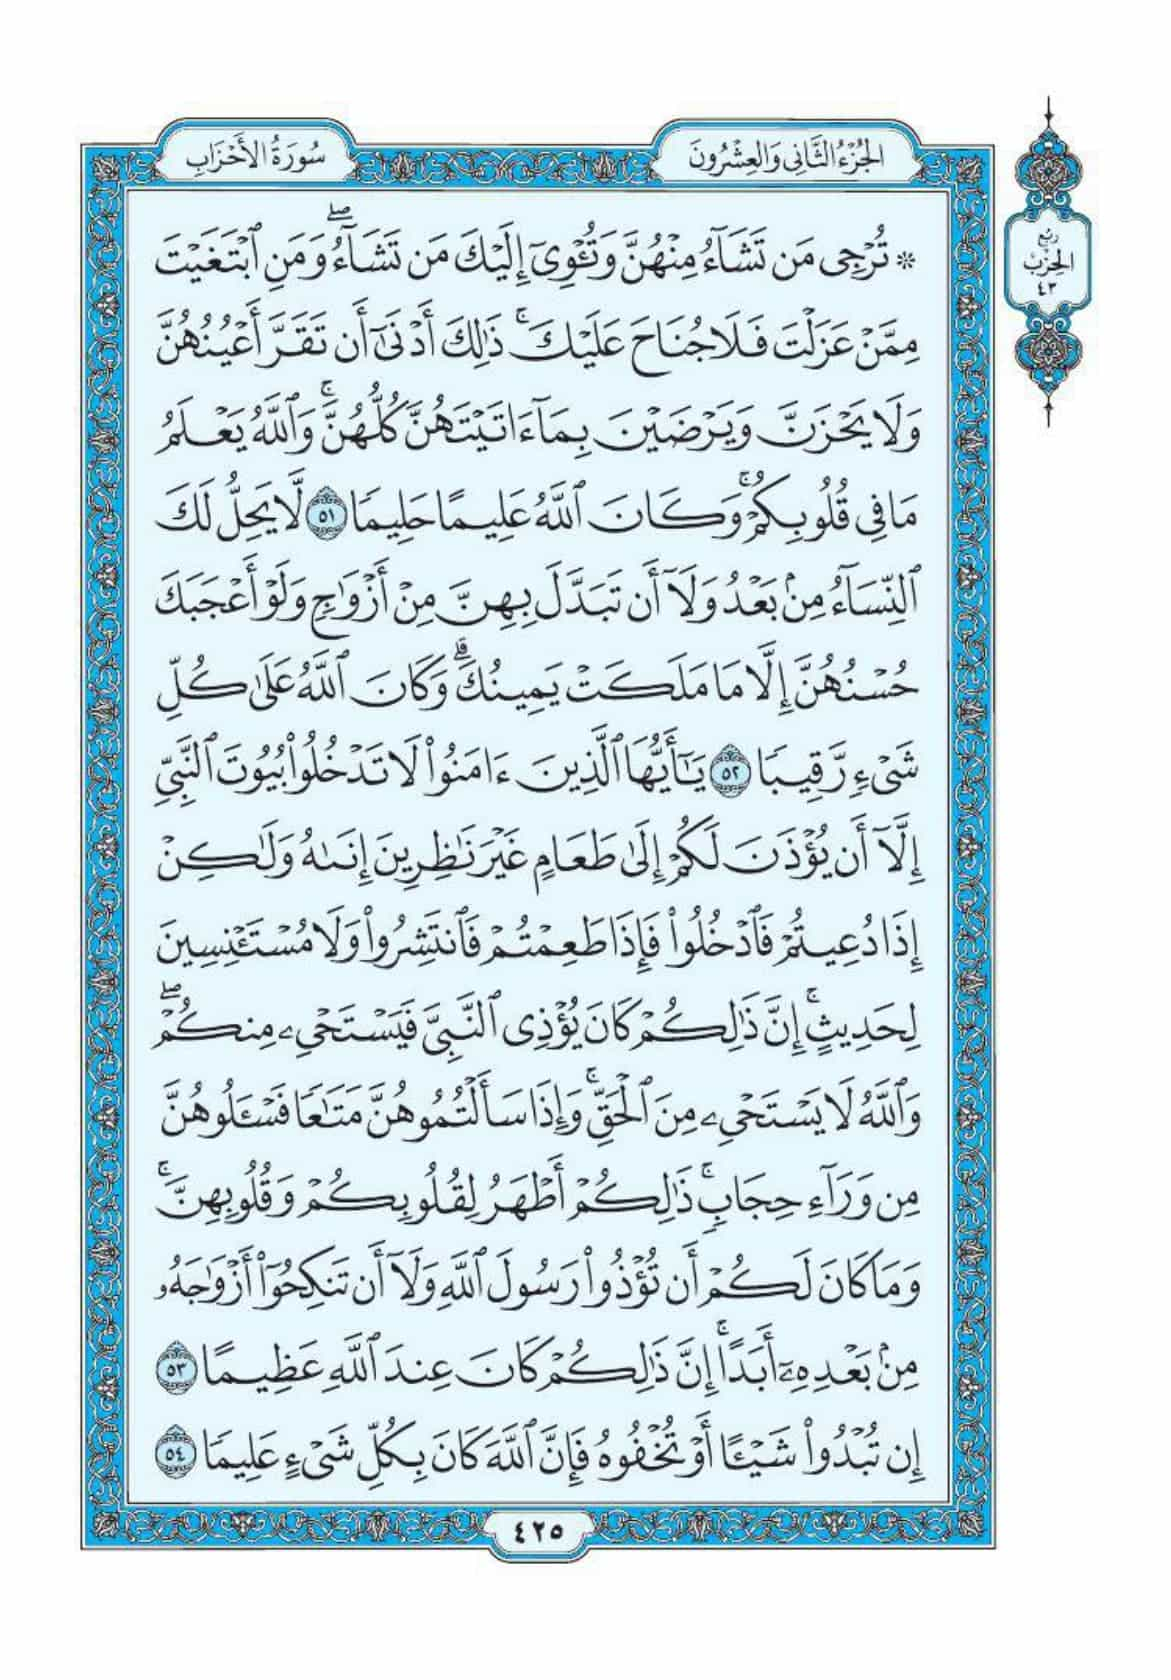 الجُزْءُ الثَّانِي وَالعِشْرُونَ
سُورَةُ الأَحْزَابِ
رُبْع
الحِزْب
٤٣
۞ تُرْجِي مَن تَشَآءُ مِنْهُنَّ وَتُـْٔوِيٓ إِلَيْكَ مَن تَشَآءُۖ وَمَنِ ٱبْتَغَيْتَ
مِمَّنْ عَزَلْتَ فَلَا جُنَاحَ عَلَيْكَۚ ذَٰلِكَ أَدْنَىٰٓ أَن تَقَرَّ أَعْيُنُهُنَّ
وَلَا يَحْزَنَّ وَيَرْضَيْنَ بِمَآ ءَاتَيْتَهُنَّ كُلُّهُنَّۚ وَٱللَّهُ يَعْلَمُ
مَا فِي قُلُوبِكُمْۚ وَكَانَ ٱللَّهُ عَلِيمًا حَلِيمًا ٥١ لَّا يَحِلُّ لَكَ
ٱلنِّسَآءُ مِنۢ بَعْدُ وَلَآ أَن تَبَدَّلَ بِهِنَّ مِنْ أَزْوَٰجٍ وَلَوْ أَعْجَبَكَ
حُسْنُهُنَّ إِلَّا مَا مَلَكَتْ يَمِينُكَۗ وَكَانَ ٱللَّهُ عَلَىٰ كُلِّ
شَيْءٍ رَّقِيبًا ٥٢ يَـٰٓأَيُّهَا ٱلَّذِينَ ءَامَنُوا۟ لَا تَدْخُلُوا۟ بُيُوتَ ٱلنَّبِيِّ
إِلَّآ أَن يُؤْذَنَ لَكُمْ إِلَىٰ طَعَامٍ غَيْرَ نَـٰظِرِينَ إِنَىٰهُ وَلَـٰكِنْ
إِذَا دُعِيتُمْ فَٱدْخُلُوا۟ فَإِذَا طَعِمْتُمْ فَٱنتَشِرُوا۟ وَلَا مُسْتَـْٔنِسِينَ
لِحَدِيثٍۚ إِنَّ ذَٰلِكُمْ كَانَ يُؤْذِي ٱلنَّبِيَّ فَيَسْتَحْيِۦ مِنكُمْۖ
وَٱللَّهُ لَا يَسْتَحْيِۦ مِنَ ٱلْحَقِّۚ وَإِذَا سَأَلْتُمُوهُنَّ مَتَـٰعًا فَسْـَٔلُوهُنَّ
مِن وَرَآءِ حِجَابٍۚ ذَٰلِكُمْ أَطْهَرُ لِقُلُوبِكُمْ وَقُلُوبِهِنَّۚ
وَمَا كَانَ لَكُمْ أَن تُؤْذُوا۟ رَسُولَ ٱللَّهِ وَلَآ أَن تَنكِحُوٓا۟ أَزْوَٰجَهُۥ
مِنۢ بَعْدِهِۦٓ أَبَدًاۚ إِنَّ ذَٰلِكُمْ كَانَ عِندَ ٱللَّهِ عَظِيمًا ٥٣
إِن تُبْدُوا۟ شَيْـًٔا أَوْ تُخْفُوهُ فَإِنَّ ٱللَّهَ كَانَ بِكُلِّ شَيْءٍ عَلِيمًا ٥٤
٤٢٥